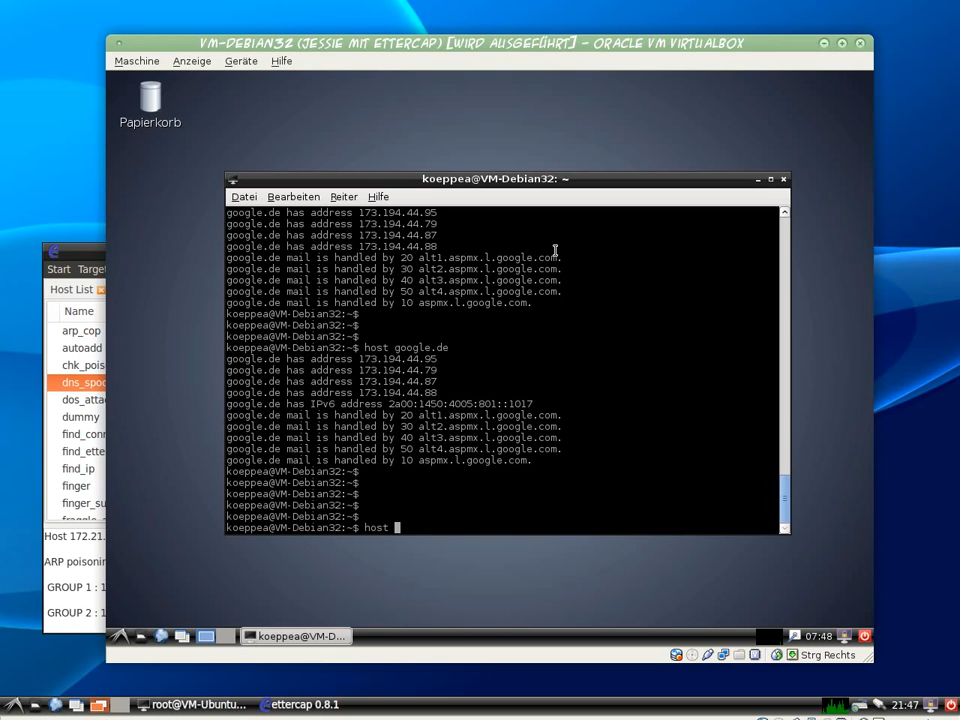 VM-DEBIAN32 (JESSIE MIT ETTERCAP) [WIRD AUSGEFÜHRT] - ORACLE VM VIRTUALBOX
Maschine Anzeige Geräte Hilfe
Papierkorb
koeppea@VM-Debian32: ~
Datei Bearbeiten Reiter Hilfe
google.de has address 173.194.44.95
google.de has address 173.194.44.79
google.de has address 173.194.44.87
google.de has address 173.194.44.88
google.de mail is handled by 20 alt1.aspmx.l.google.com.
google.de mail is handled by 30 alt2.aspmx.l.google.com.
google.de mail is handled by 40 alt3.aspmx.l.google.com.
google.de mail is handled by 50 alt4.aspmx.l.google.com.
google.de mail is handled by 10 aspmx.l.google.com.
koeppea@VM-Debian32:~$
koeppea@VM-Debian32:~$
koeppea@VM-Debian32:~$
koeppea@VM-Debian32:~$ host google.de
google.de has address 173.194.44.95
google.de has address 173.194.44.79
google.de has address 173.194.44.87
google.de has address 173.194.44.88
google.de has IPv6 address 2a00:1450:4005:801::1017
google.de mail is handled by 20 alt1.aspmx.l.google.com.
google.de mail is handled by 30 alt2.aspmx.l.google.com.
google.de mail is handled by 40 alt3.aspmx.l.google.com.
google.de mail is handled by 50 alt4.aspmx.l.google.com.
google.de mail is handled by 10 aspmx.l.google.com.
koeppea@VM-Debian32:~$
koeppea@VM-Debian32:~$
koeppea@VM-Debian32:~$
koeppea@VM-Debian32:~$
koeppea@VM-Debian32:~$
koeppea@VM-Debian32:~$ host
Start Targe
Host List
Name
arp_cop
autoadd
chk_pois
dns_spoo
dos_attac
dummy
find_conn
find_ette
find_ip
finger
finger_su
fraggle_a
Host 172.21.
ARP poisonin
GROUP 1 : 1
GROUP 2 : 1
koeppea@VM-D...
07:48
Strg Rechts
root@VM-Ubuntu...
ettercap 0.8.1
21:47